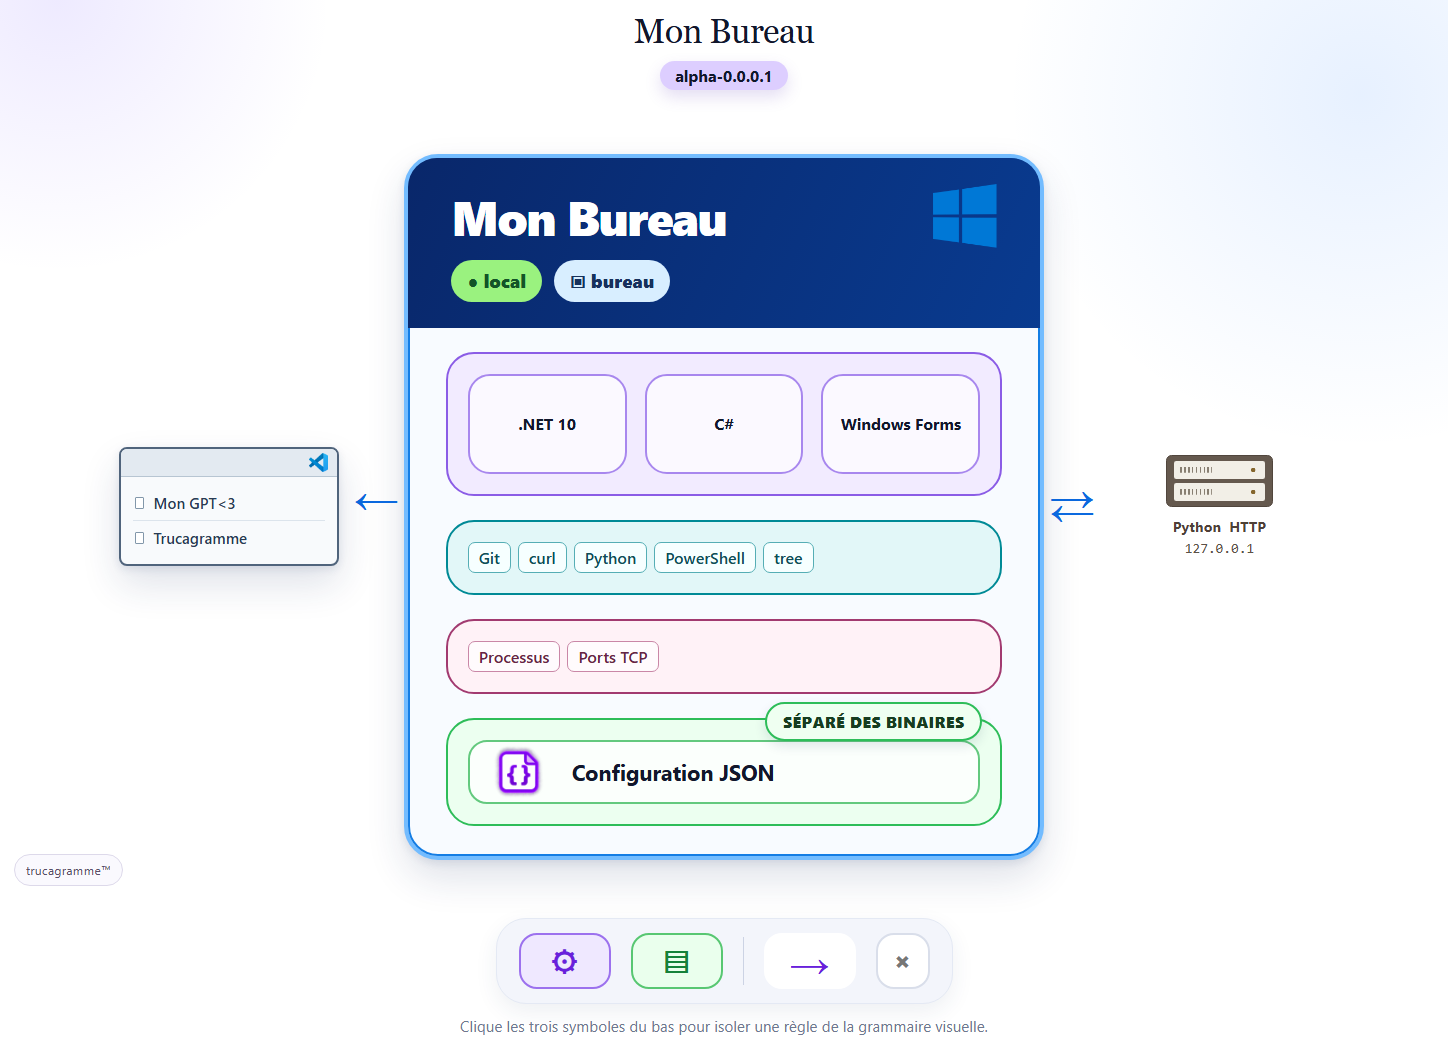 Mon Bureau
alpha-0.0.0.1
Mon Bureau
● local
▣ bureau
.NET 10
C#
Windows Forms
Mon GPT<3
Trucagramme
Git
curl
Python
PowerShell
tree
Python HTTP
127.0.0.1
Processus
Ports TCP
SÉPARÉ DES BINAIRES
{} Configuration JSON
trucagramme™
Clique les trois symboles du bas pour isoler une règle de la grammaire visuelle.